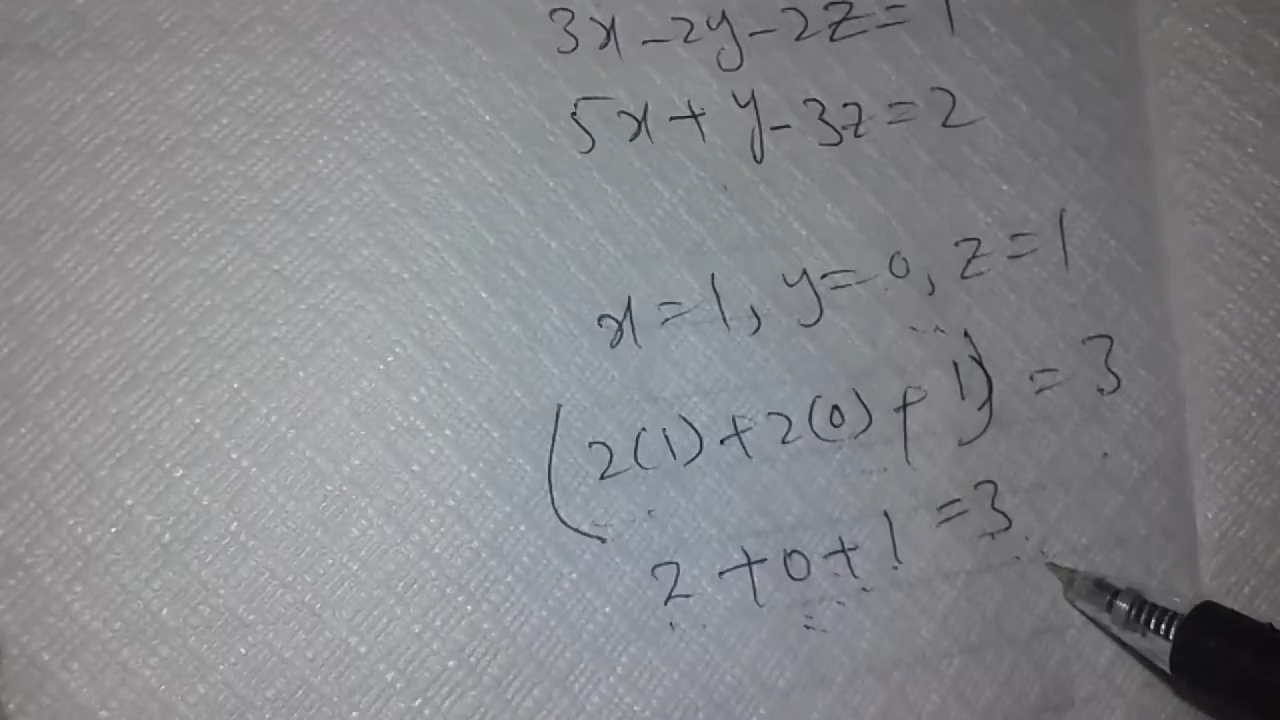 3x-2y-2z=1
5x+y-3z=2
x=1, y=0, z=1
(2(1)+2(0)+1)=3
2+0+1=3